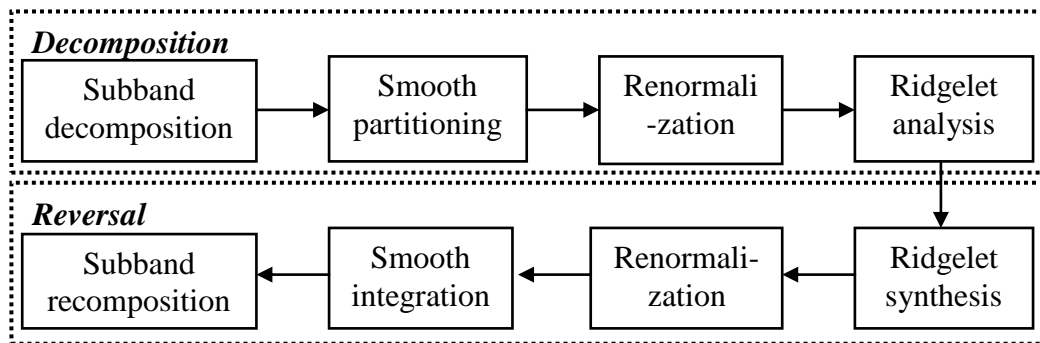 Decomposition
Subband
decomposition
Smooth
partitioning
Renormali
-zation
Ridgelet
analysis
Reversal
Subband
recomposition
Smooth
integration
Renormali-
zation
Ridgelet
synthesis